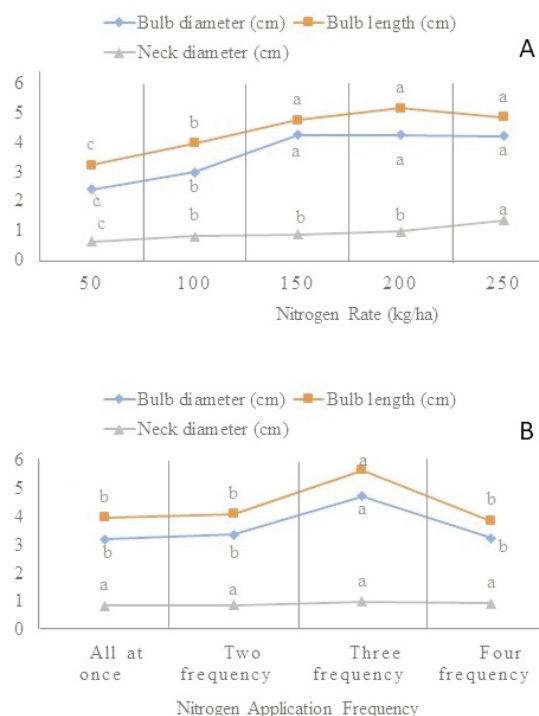 Bulb diameter (cm) Bulb length (cm)
Neck diameter (cm)
A
6
5
4
3
2
1
0
c b a a a
c b a a a
c b b b a
50 100 150 200 250
Nitrogen Rate (kg/ha)
Bulb diameter (cm) Bulb length (cm)
Neck diameter (cm)
B
6
5
4
3
2
1
0
b b a b
b b a b
a a a a
All at Two Three Four
once frequency frequency frequency
Nitrogen Application Frequency